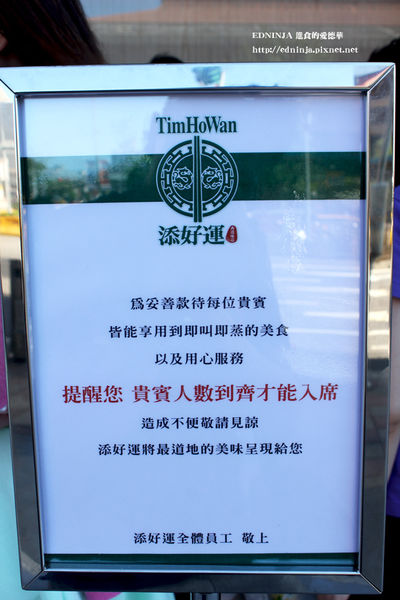 EDNINJA 進食的愛德華
http://edninja.pixnet.net
TimHoWan
添好運
為妥善款待每位貴賓
皆能享用到即叫即蒸的美食
以及用心服務
提醒您 貴賓人數到齊才能入席
造成不便敬請見諒
添好運將最道地的美味呈現給您
添好運全體員工 敬上